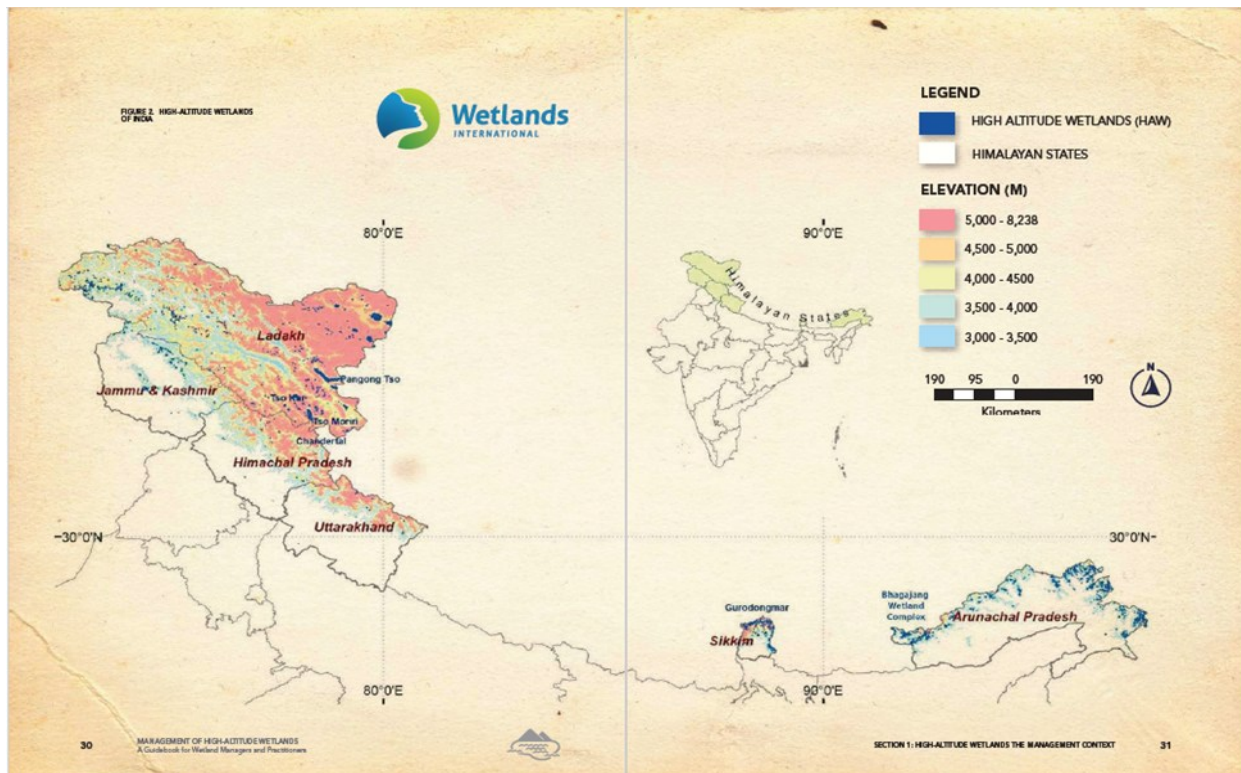 FIGURE 2. HIGH-ALTITUDE WETLANDS
OF INDIA
Wetlands
INTERNATIONAL
LEGEND
HIGH ALTITUDE WETLANDS (HAW)
HIMALAYAN STATES
ELEVATION (M)
5,000 - 8,238
4,500 - 5,000
4,000 - 4500
3,500 - 4,000
3,000 - 3,500
190 95 0 190
Kilometers
N
80°0'E
90°0'E
Himalayan States
Ladakh
Pangong Tso
Jammu & Kashmir
Tso Kar
Tso Moriri
Chandertal
Himachal Pradesh
Uttarakhand
30°0'N
30°0'N
Bhagajang
Wetland
Complex
Gurodongmar
Arunachal Pradesh
Sikkim
80°0'E
90°0'E
30
MANAGEMENT OF HIGH-ALTITUDE WETLANDS
A Guidebook for Wetland Managers and Practitioners
SECTION 1: HIGH-ALTITUDE WETLANDS THE MANAGEMENT CONTEXT
31